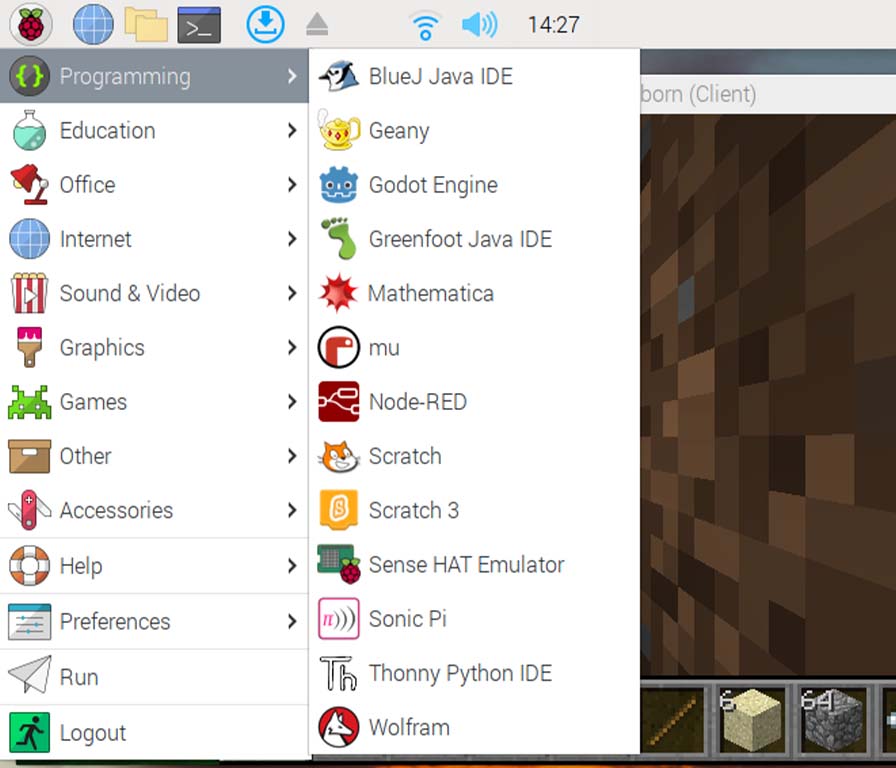 14:27
Programming
Education
Office
Internet
Sound & Video
Graphics
Games
Other
Accessories
Help
Preferences
Run
Logout
BlueJ Java IDE
Geany
Godot Engine
Greenfoot Java IDE
Mathematica
mu
Node-RED
Scratch
Scratch 3
Sense HAT Emulator
Sonic Pi
Thonny Python IDE
Wolfram
born (Client)
6
64
>_
{}
S
π)))
Th